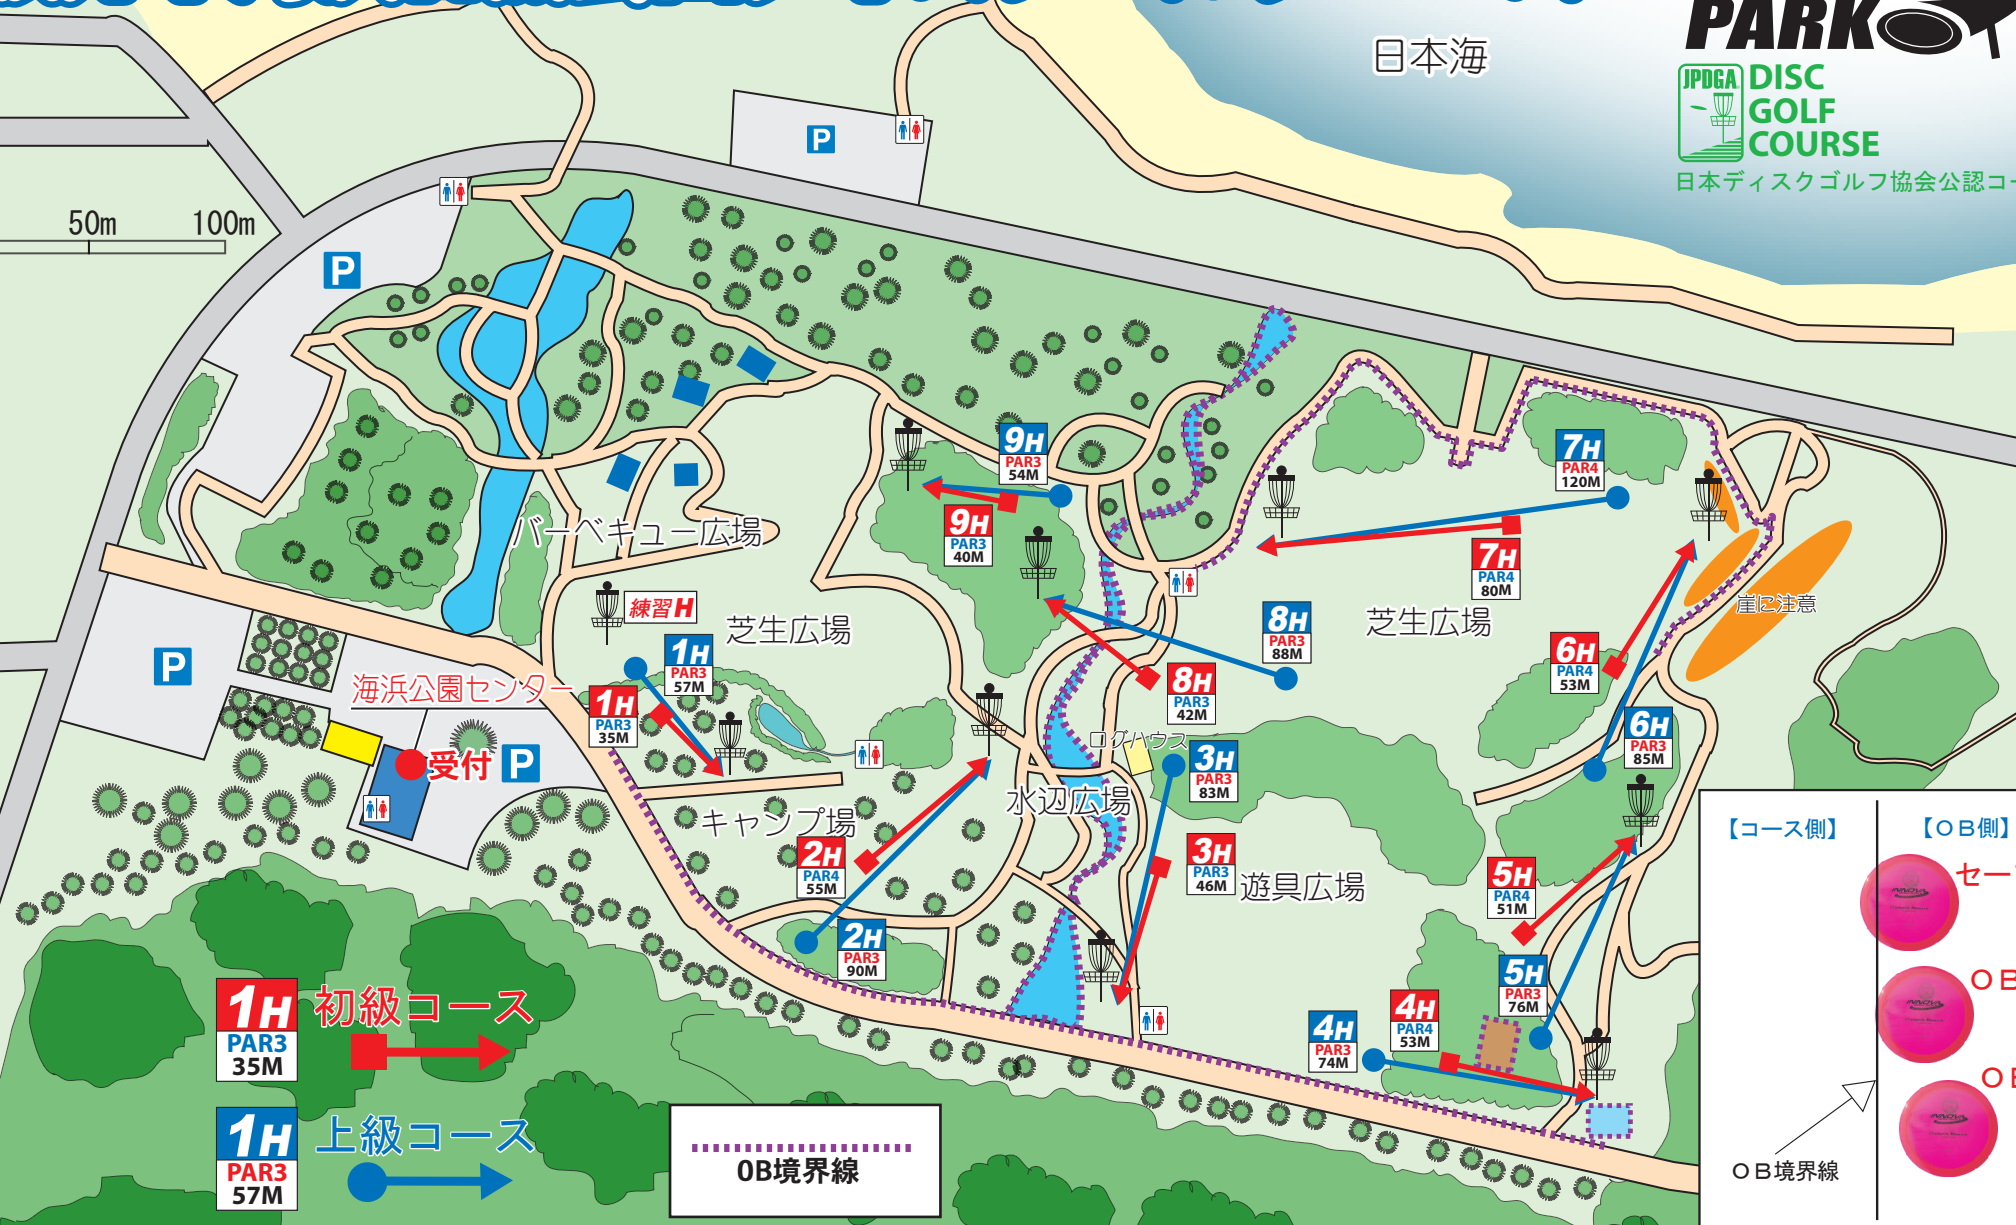 PARK
日本海
JPDGA
DISC
GOLF
COURSE
日本ディスクゴルフ協会公認コー
P
50m 100m
P
9H
PAR3
54M
7H
PAR4
120M
9H
PAR3
40M
バーベキュー広場
7H
PAR4
80M
練習H
芝生広場
芝生広場
崖に注意
8H
PAR3
88M
1H
PAR3
57M
6H
PAR4
53M
P
海浜公園センター
1H
PAR3
35M
8H
PAR3
42M
6H
PAR3
85M
ログハウス
受付
P
3H
PAR3
83M
水辺広場
キャンプ場
2H
PAR4
55M
3H
PAR3
46M
遊具広場
5H
PAR4
51M
2H
PAR3
90M
5H
PAR3
76M
4H
PAR4
53M
4H
PAR3
74M
1H
PAR3
35M
初級コース
1H
PAR3
57M
上級コース
OB境界線
【コース側】
【OB側】
セー
OB
OB
OB境界線